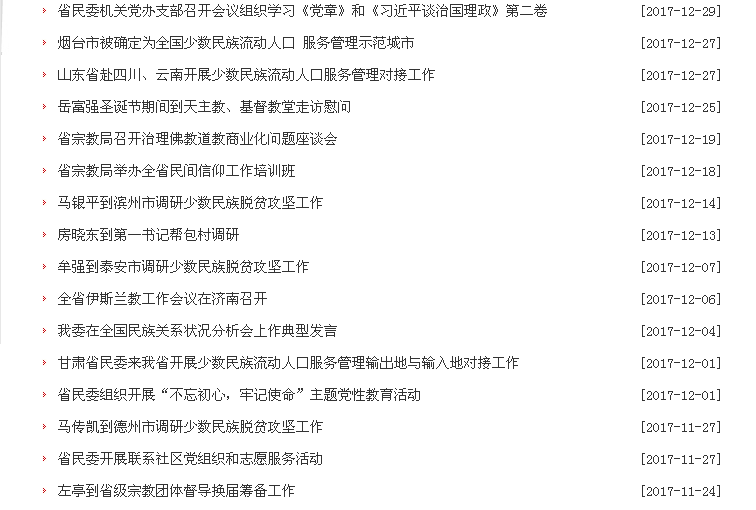 省民委机关党办支部召开会议组织学习《党章》和《习近平谈治国理政》第二卷 [2017-12-29]
烟台市被确定为全国少数民族流动人口 服务管理示范城市 [2017-12-27]
山东省赴四川、云南开展少数民族流动人口服务管理对接工作 [2017-12-27]
岳富强圣诞节期间到天主教、基督教堂走访慰问 [2017-12-25]
省宗教局召开治理佛教道教商业化问题座谈会 [2017-12-19]
省宗教局举办全省民间信仰工作培训班 [2017-12-18]
马银平到滨州市调研少数民族脱贫攻坚工作 [2017-12-14]
房晓东到第一书记帮包村调研 [2017-12-13]
牟强到泰安市调研少数民族脱贫攻坚工作 [2017-12-07]
全省伊斯兰教工作会议在济南召开 [2017-12-06]
我委在全国民族关系状况分析会上作典型发言 [2017-12-04]
甘肃省民委来我省开展少数民族流动人口服务管理输出地与输入地对接工作 [2017-12-01]
省民委组织开展“不忘初心，牢记使命”主题党性教育活动 [2017-12-01]
马传凯到德州市调研少数民族脱贫攻坚工作 [2017-11-27]
省民委开展联系社区党组织和志愿服务活动 [2017-11-27]
左亭到省级宗教团体督导换届筹备工作 [2017-11-24]